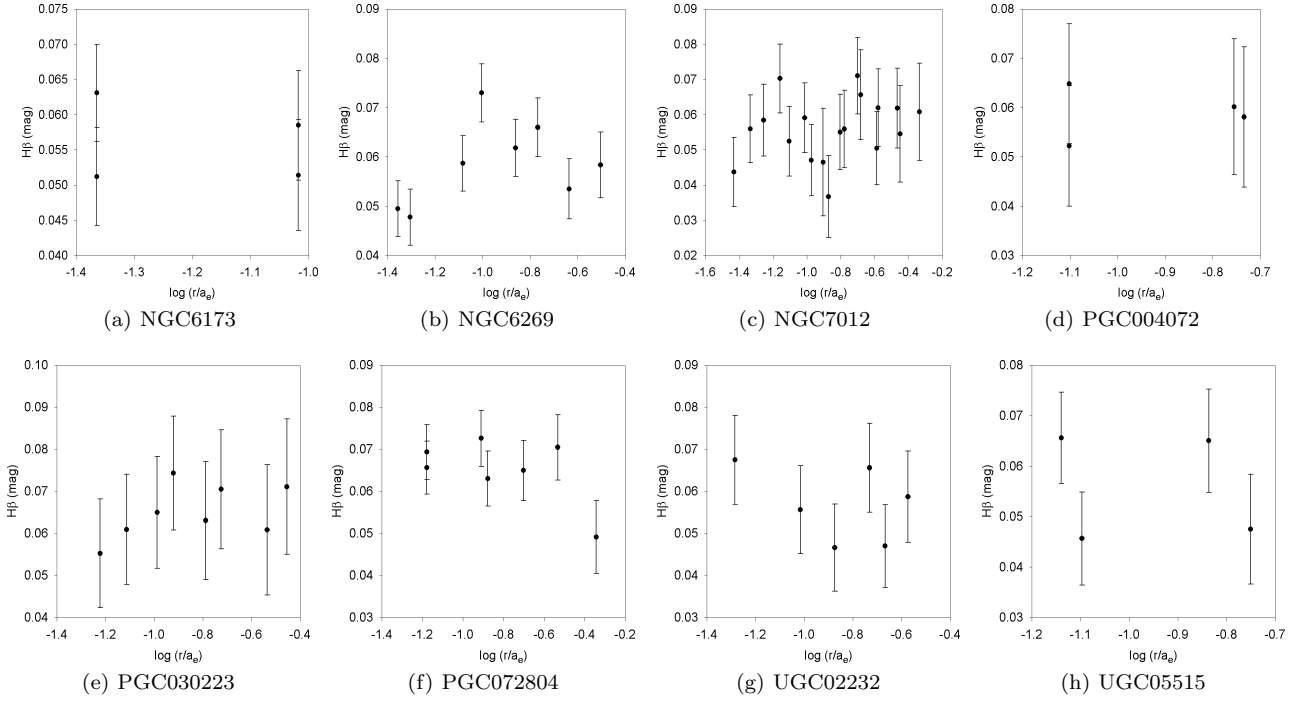 0.075
0.070
0.065
0.060
0.055
0.050
0.045
0.040
Hβ (mag)
-1.4 -1.3 -1.2 -1.1 -1.0
log (r/ae)
(a) NGC6173
0.09
0.08
0.07
0.06
0.05
0.04
Hβ (mag)
-1.4 -1.2 -1.0 -0.8 -0.6 -0.4
log (r/ae)
(b) NGC6269
0.09
0.08
0.07
0.06
0.05
0.04
0.03
0.02
Hβ (mag)
-1.6 -1.4 -1.2 -1.0 -0.8 -0.6 -0.4 -0.2
log (r/ae)
(c) NGC7012
0.08
0.07
0.06
0.05
0.04
0.03
Hβ (mag)
-1.2 -1.1 -1.0 -0.9 -0.8 -0.7
log (r/ae)
(d) PGC004072
0.10
0.09
0.08
0.07
0.06
0.05
0.04
Hβ (mag)
-1.4 -1.2 -1.0 -0.8 -0.6 -0.4
log (r/ae)
(e) PGC030223
0.09
0.08
0.07
0.06
0.05
0.04
0.03
Hβ (mag)
-1.4 -1.2 -1.0 -0.8 -0.6 -0.4 -0.2
log (r/ae)
(f) PGC072804
0.09
0.08
0.07
0.06
0.05
0.04
0.03
Hβ (mag)
-1.4 -1.2 -1.0 -0.8 -0.6 -0.4
log (r/ae)
(g) UGC02232
0.08
0.07
0.06
0.05
0.04
0.03
Hβ (mag)
-1.2 -1.1 -1.0 -0.9 -0.8 -0.7
log (r/ae)
(h) UGC05515